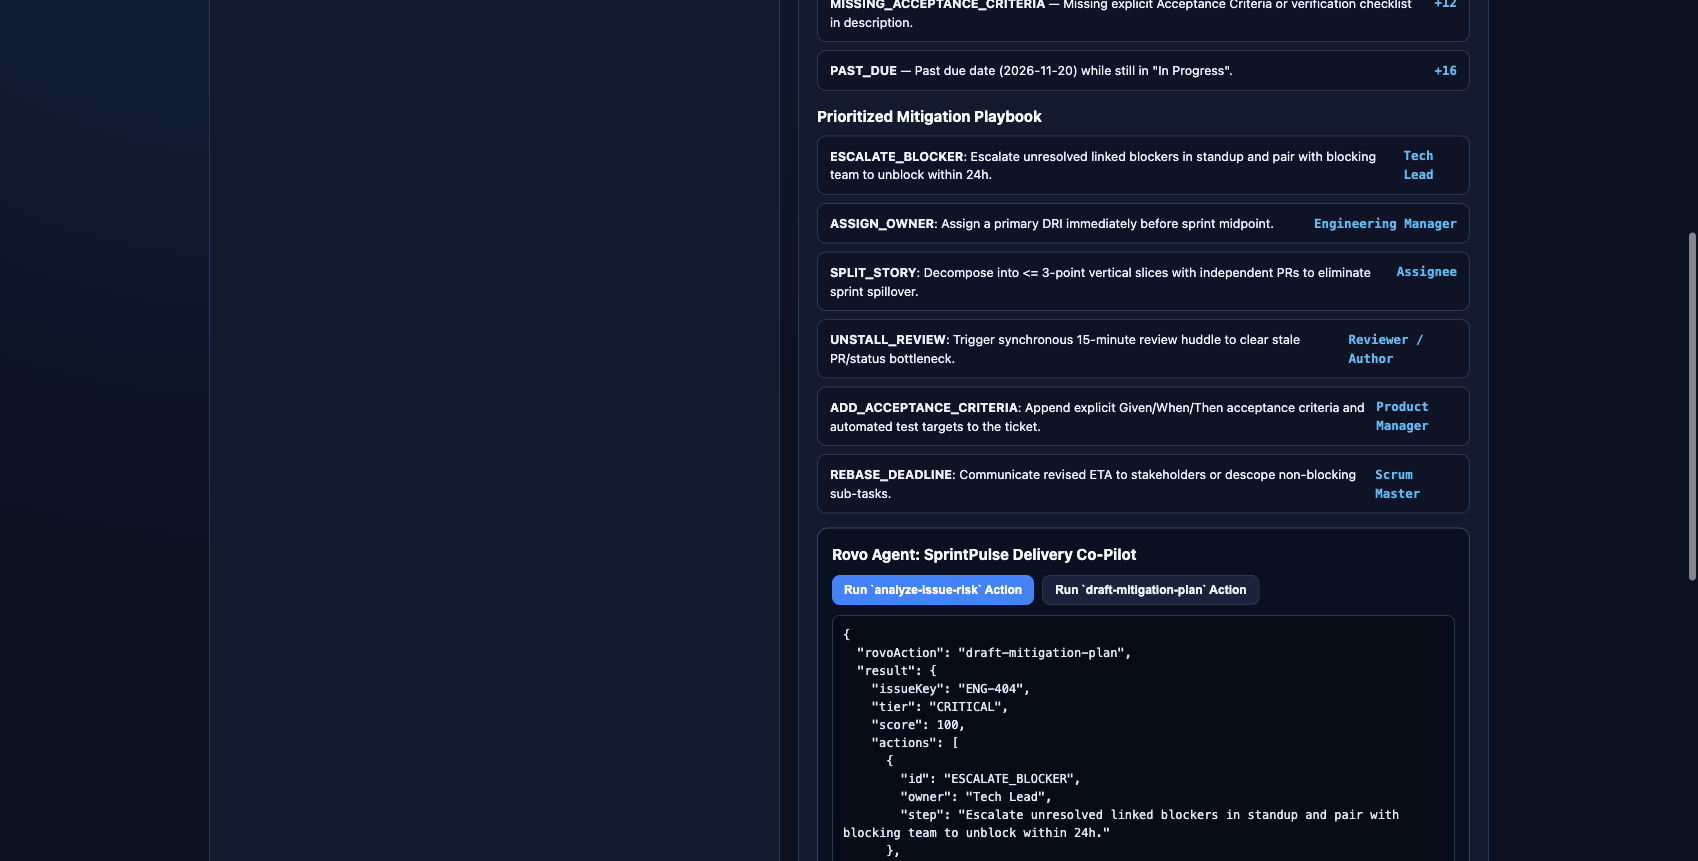 MISSING_ACCEPTANCE_CRITERIA — Missing explicit Acceptance Criteria or verification checklist +12
in description.
PAST_DUE — Past due date (2026-11-20) while still in "In Progress". +16
Prioritized Mitigation Playbook
ESCALATE_BLOCKER: Escalate unresolved linked blockers in standup and pair with blocking Tech
team to unblock within 24h. Lead
ASSIGN_OWNER: Assign a primary DRI immediately before sprint midpoint. Engineering Manager
SPLIT_STORY: Decompose into <= 3-point vertical slices with independent PRs to eliminate Assignee
sprint spillover.
UNSTALL_REVIEW: Trigger synchronous 15-minute review huddle to clear stale Reviewer /
PR/status bottleneck. Author
ADD_ACCEPTANCE_CRITERIA: Append explicit Given/When/Then acceptance criteria and Product
automated test targets to the ticket. Manager
REBASE_DEADLINE: Communicate revised ETA to stakeholders or descope non-blocking Scrum
sub-tasks. Master
Rovo Agent: SprintPulse Delivery Co-Pilot
Run `analyze-issue-risk` Action Run `draft-mitigation-plan` Action
{
"rovoAction": "draft-mitigation-plan",
"result": {
"issueKey": "ENG-404",
"tier": "CRITICAL",
"score": 100,
"actions": [
{
"id": "ESCALATE_BLOCKER",
"owner": "Tech Lead",
"step": "Escalate unresolved linked blockers in standup and pair with
blocking team to unblock within 24h."
},